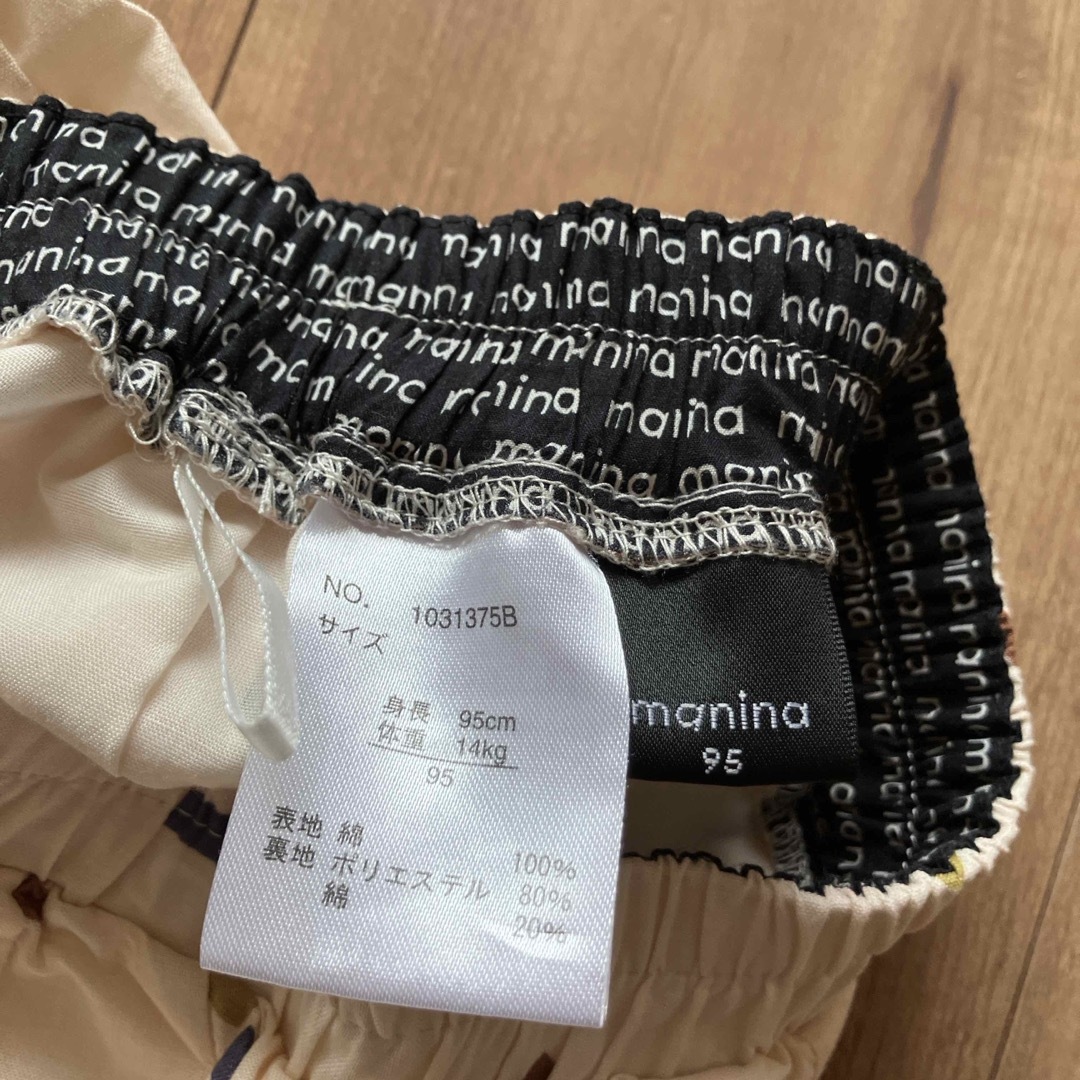 manina manina
NO. 1031375B
サイズ
身長 95cm
体重 14kg
95
表地 綿 100%
裏地 ポリエステル 80%
綿 20%
manina
95